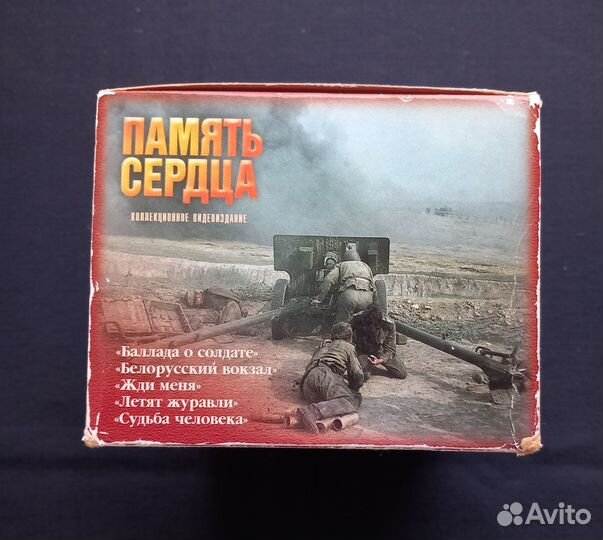 ПАМЯТЬ
СЕРДЦА
КОЛЛЕКЦИОННОЕ ВИДЕОИЗДАНИЕ
«Баллада о солдате»
«Белорусский вокзал»
«Жди меня»
«Летят журавли»
«Судьба человека»
Avito